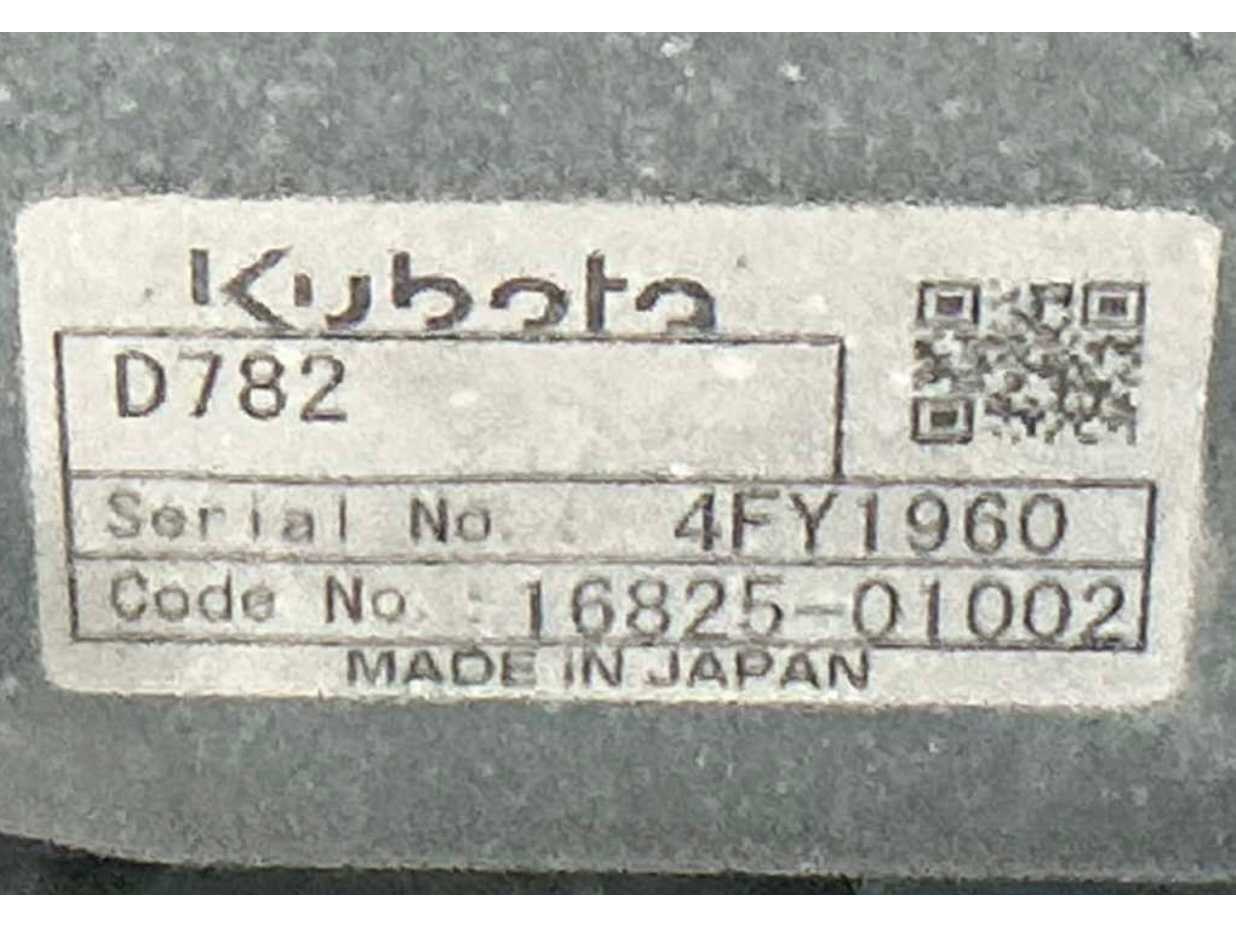 Kubota
D782
Serial No. : 4FY1960
Code No. : 16825-01002
MADE IN JAPAN